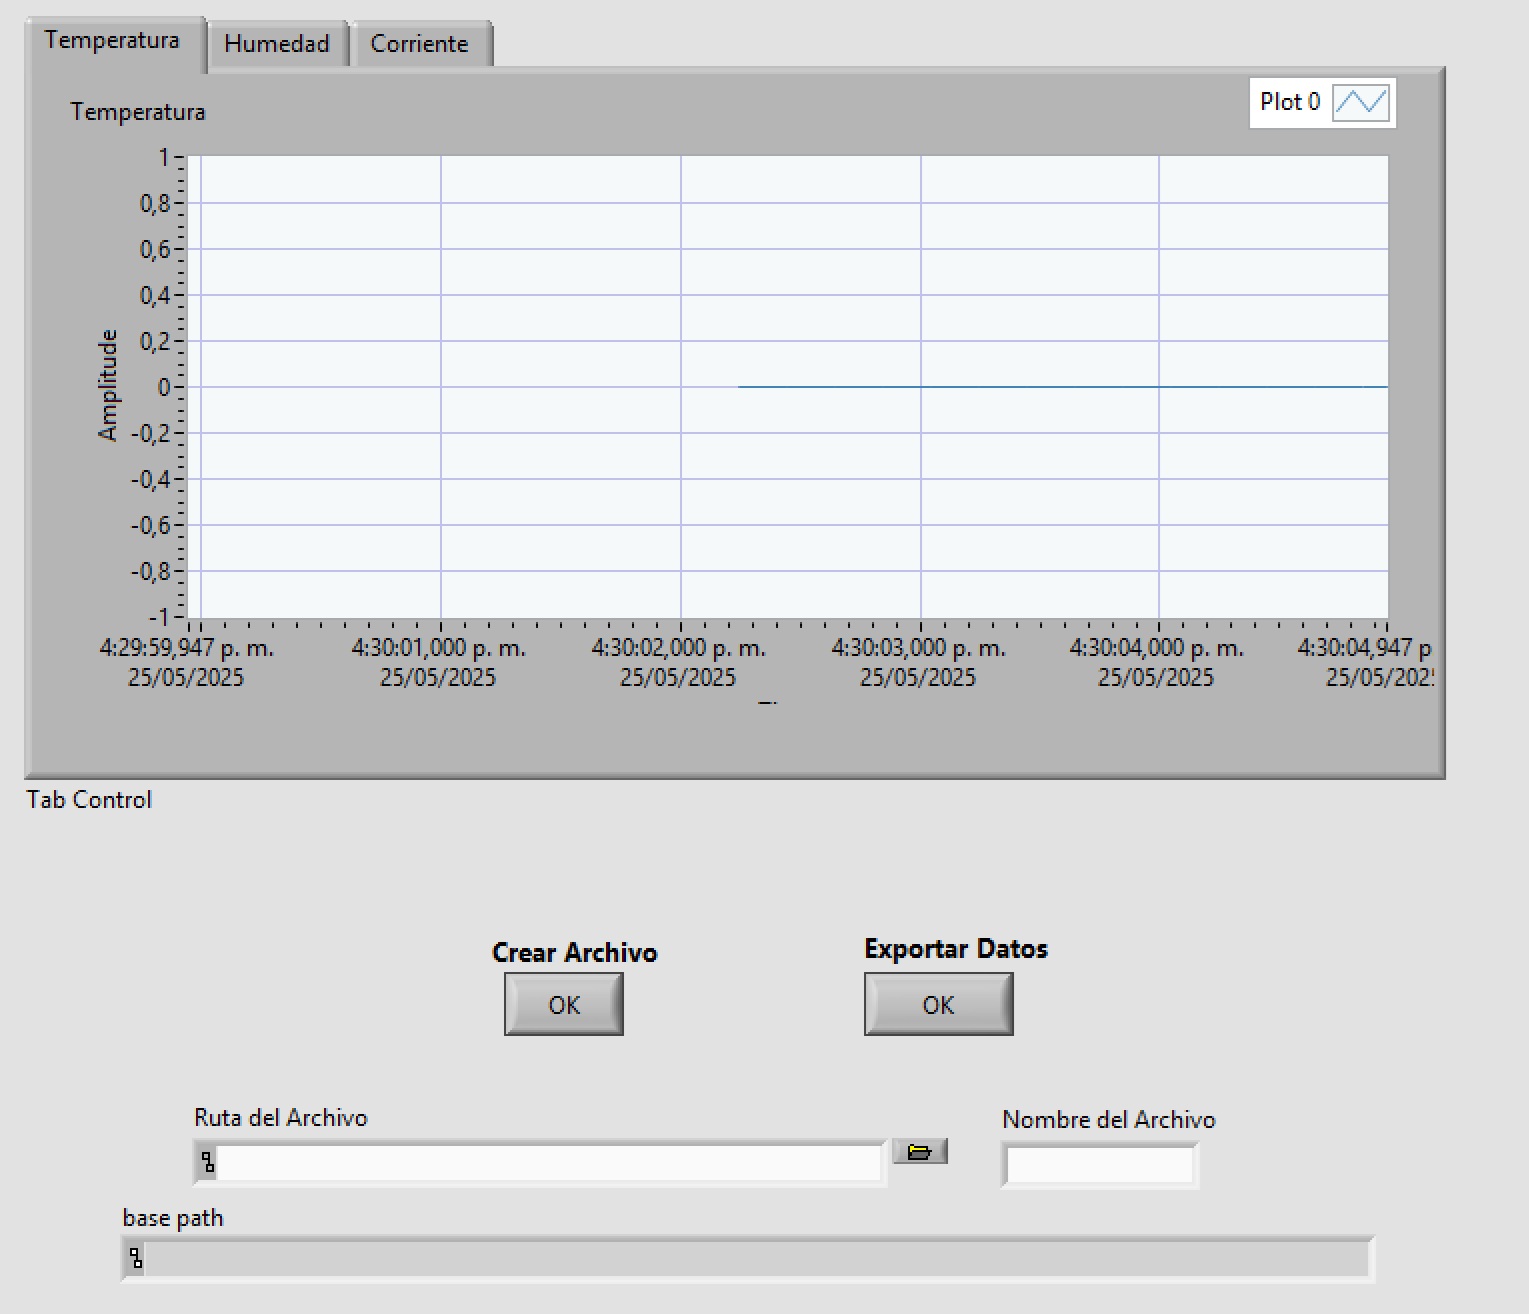 Temperatura Humedad Corriente
Temperatura
Plot 0
1
0,8
0,6
0,4
0,2
0
-0,2
-0,4
-0,6
-0,8
-1
Amplitude
4:29:59,947 p. m. 4:30:01,000 p. m. 4:30:02,000 p. m. 4:30:03,000 p. m. 4:30:04,000 p. m. 4:30:04,947 p
25/05/2025 25/05/2025 25/05/2025 25/05/2025 25/05/2025 25/05/202
Tab Control
Crear Archivo Exportar Datos
OK OK
Ruta del Archivo Nombre del Archivo
base path